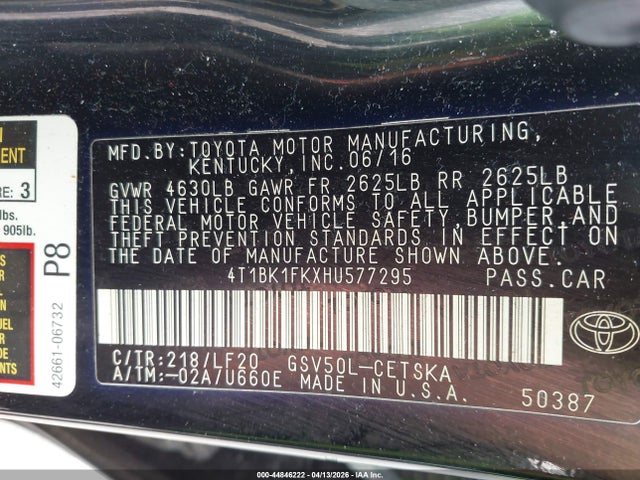 MFD.BY:TOYOTA MOTOR MANUFACTURING,
KENTUCKY,INC.06/16
GVWR 4630LB GAWR FR 2625LB RR 2625LB
THIS VEHICLE CONFORMS TO ALL APPLICABLE
FEDERAL MOTOR VEHICLE SAFETY,BUMPER,AND
THEFT PREVENTION STANDARDS IN EFFECT ON
THE DATE OF MANUFACTURE SHOWN ABOVE.
4T1BK1FKXHU577295 PASS.CAR
C/TR:218/LF20 GSV50L-CETSKA
A/TM:-02A/U660E MADE IN U.S.A.
50387
TOYOTA
3
lbs.
905lb.
P8
42661-06732
000-44846222 - 04/13/2026 - IAA Inc.